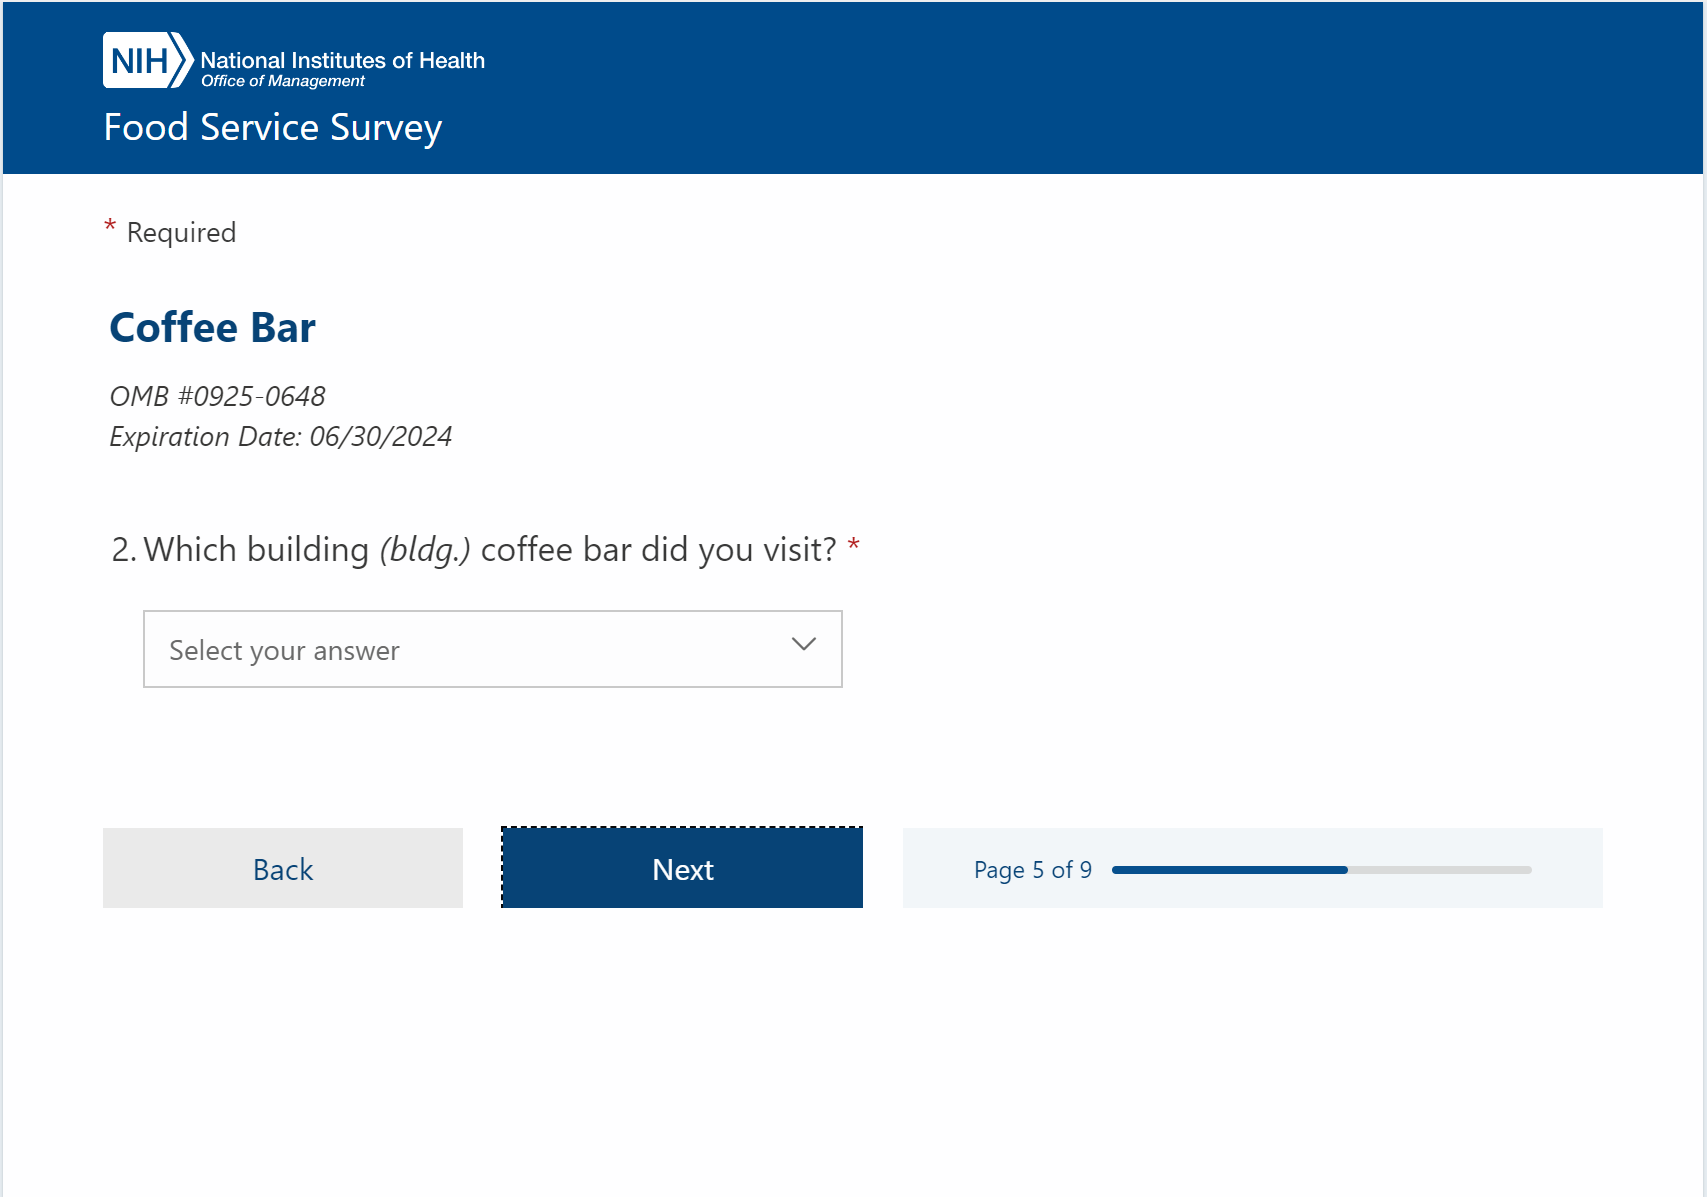 NIH National Institutes of Health
Office of Management
Food Service Survey
* Required
Coffee Bar
OMB #0925-0648
Expiration Date: 06/30/2024
2. Which building (bldg.) coffee bar did you visit? *
Select your answer
Back
Next
Page 5 of 9